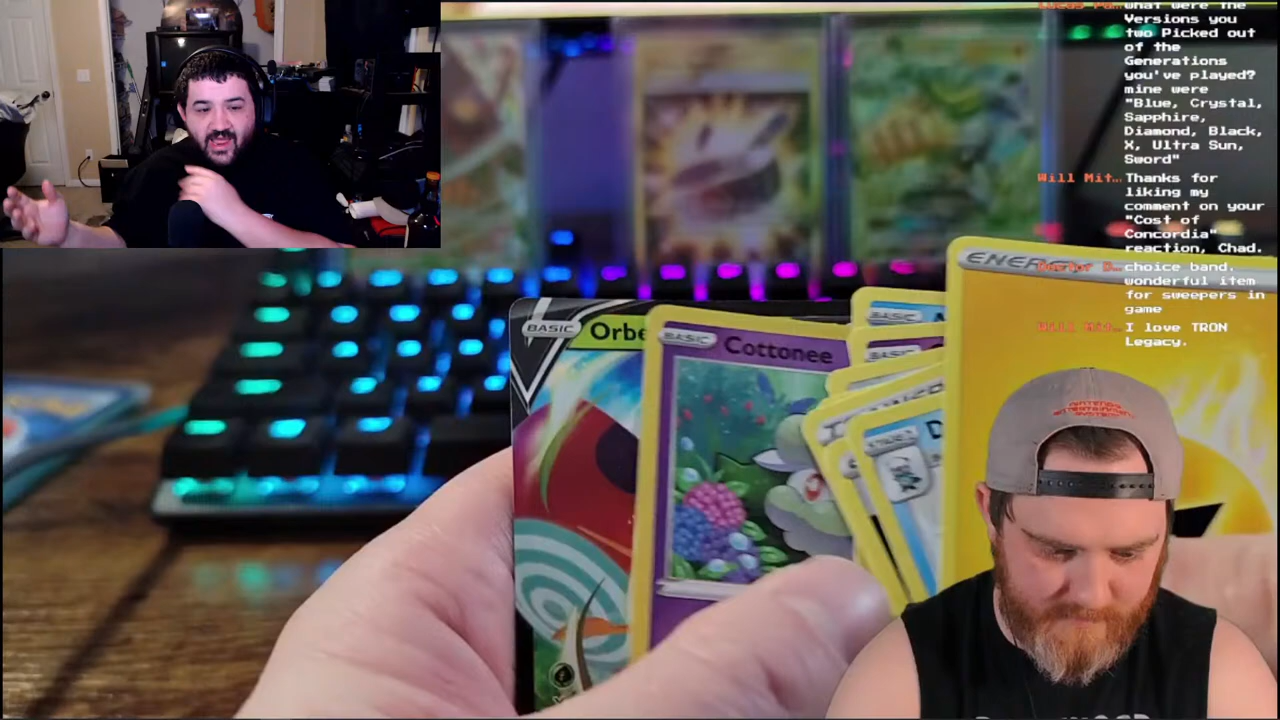 what were the
Versions you
two Picked out
of the
Generations
you've played?
mine were
"Blue, Crystal,
Sapphire,
Diamond, Black,
X, Ultra Sun,
Sword"
Will Mit… Thanks for
liking my
comment on your
"Cost of
Concordia"
reaction, Chad.
choice band.
wonderful item
for sweepers in
game
Will Mit… I love TRON
Legacy.
BASIC Orbe
BASIC Cottonee
BASIC
BASIC
ENERGY